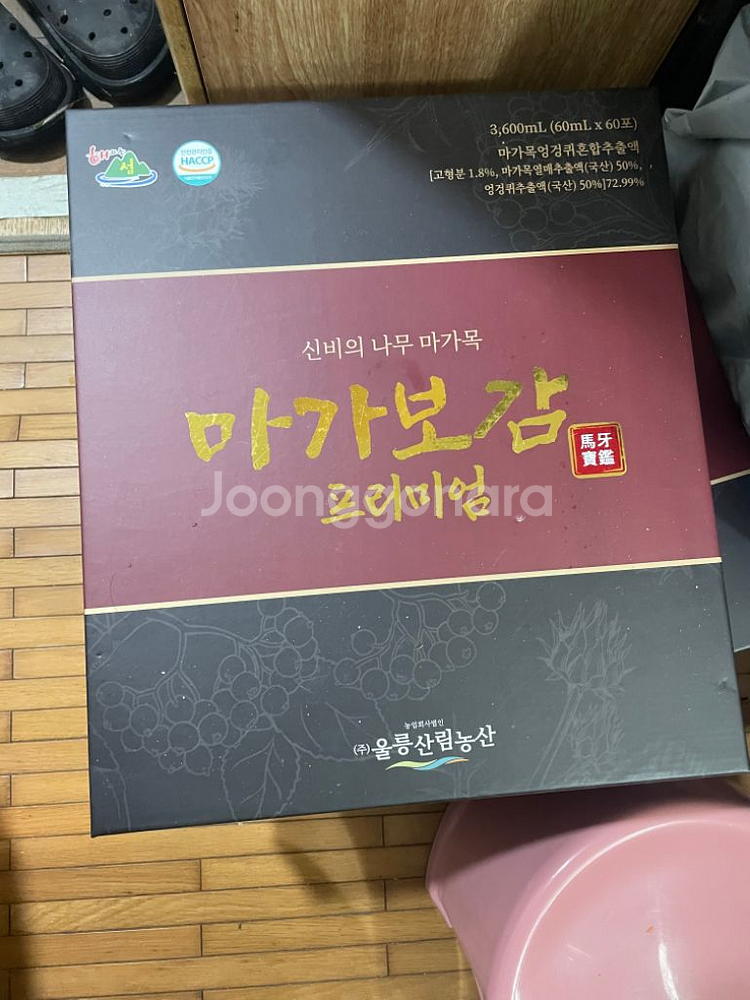 3,600mL (60mL x 60포)
마가목엉겅퀴혼합추출액
[고형분 1.8%, 마가목열매추출액(국산) 50%,
엉겅퀴추출액(국산) 50%]72.99%
해뜨는
섬
HACCP
신비의 나무 마가목
마가보감
馬牙
寶鑑
프리미엄
Joonggonara
농업회사법인
(주)울릉산림농산